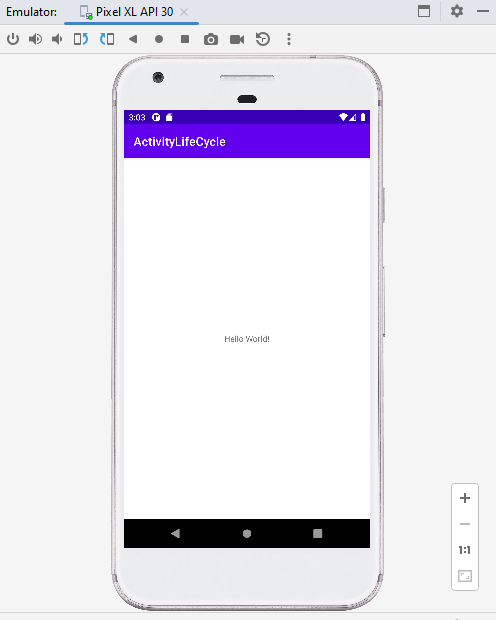 Emulator: Pixel XL API 30
3:03
ActivityLifeCycle
Hello World!
1:1